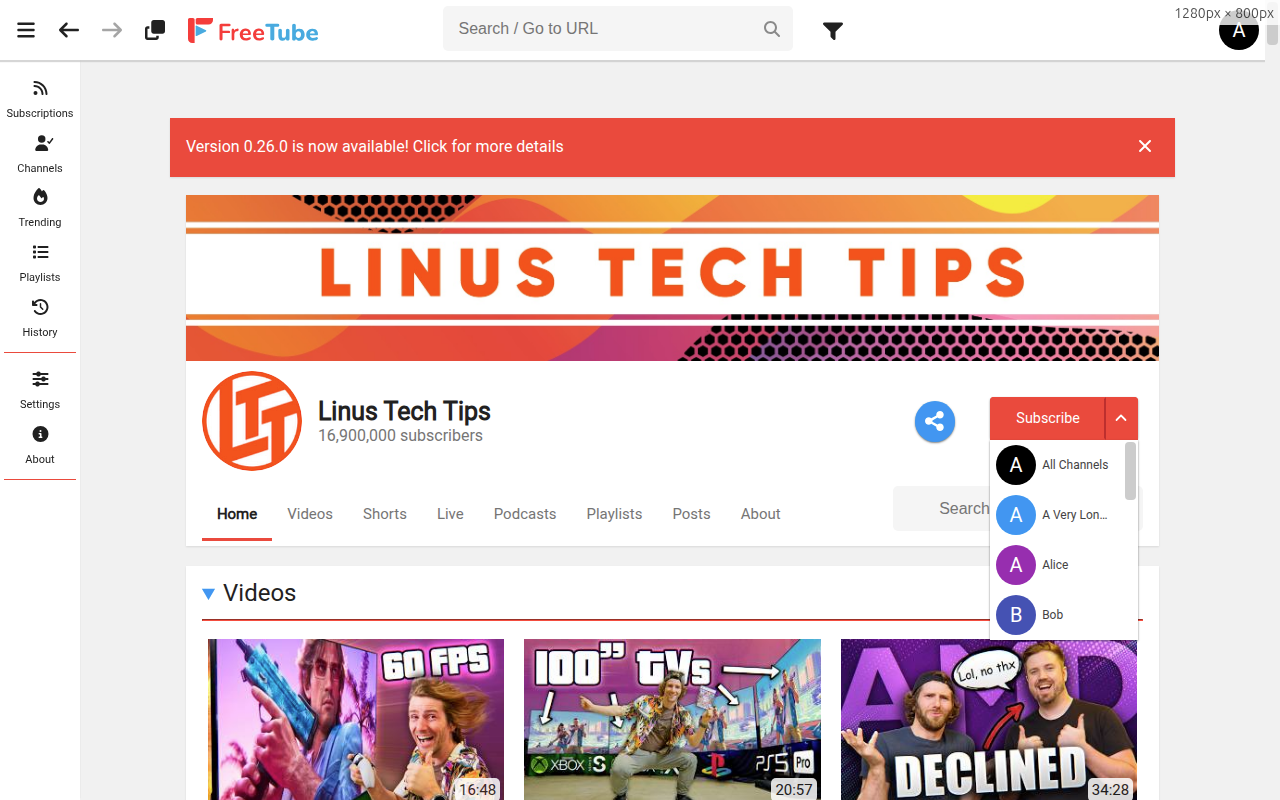 1280px × 800px
FreeTube
Search / Go to URL
A
Subscriptions
Channels
Trending
Playlists
History
Settings
About
Version 0.26.0 is now available! Click for more details
LINUS TECH TIPS
LTT
Linus Tech Tips
16,900,000 subscribers
Subscribe
A All Channels
A A Very Lon...
A Alice
B Bob
Home Videos Shorts Live Podcasts Playlists Posts About
Search
Videos
60 FPS
16:48
100” TVs
XBOX
S
PS5 Pro
20:57
AMD
Lol, no thx
DECLINED
34:28